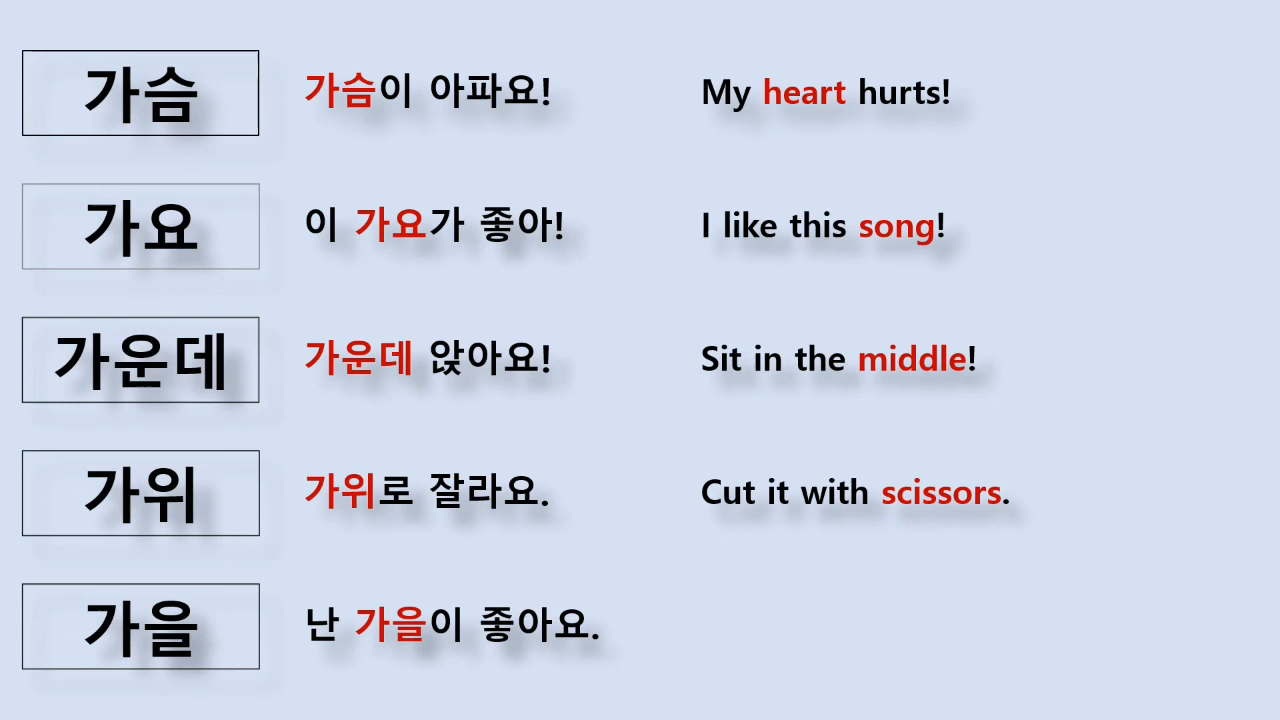 가슴 가슴이 아파요! My heart hurts!
가요 이 가요가 좋아! I like this song!
가운데 가운데 앉아요! Sit in the middle!
가위 가위로 잘라요. Cut it with scissors.
가을 난 가을이 좋아요.